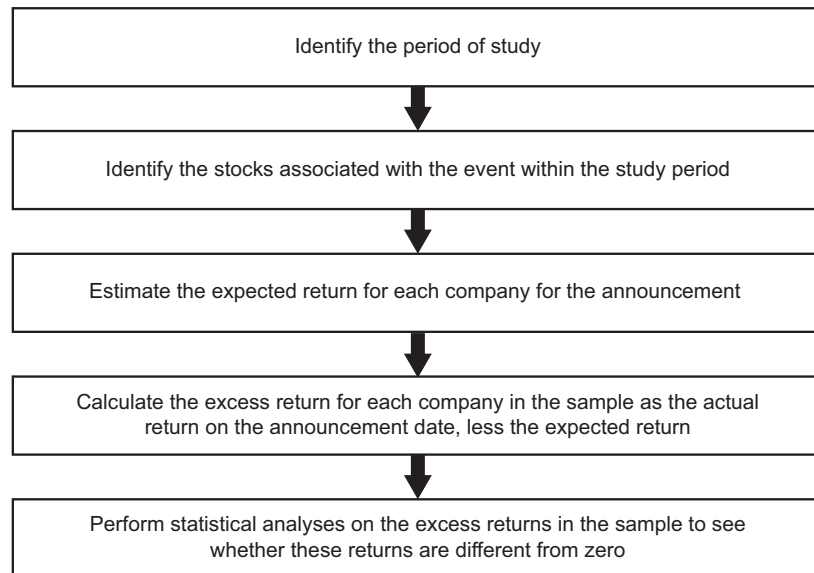 Identify the period of study
Identify the stocks associated with the event within the study period
Estimate the expected return for each company for the announcement
Calculate the excess return for each company in the sample as the actual
return on the announcement date, less the expected return
Perform statistical analyses on the excess returns in the sample to see
whether these returns are different from zero